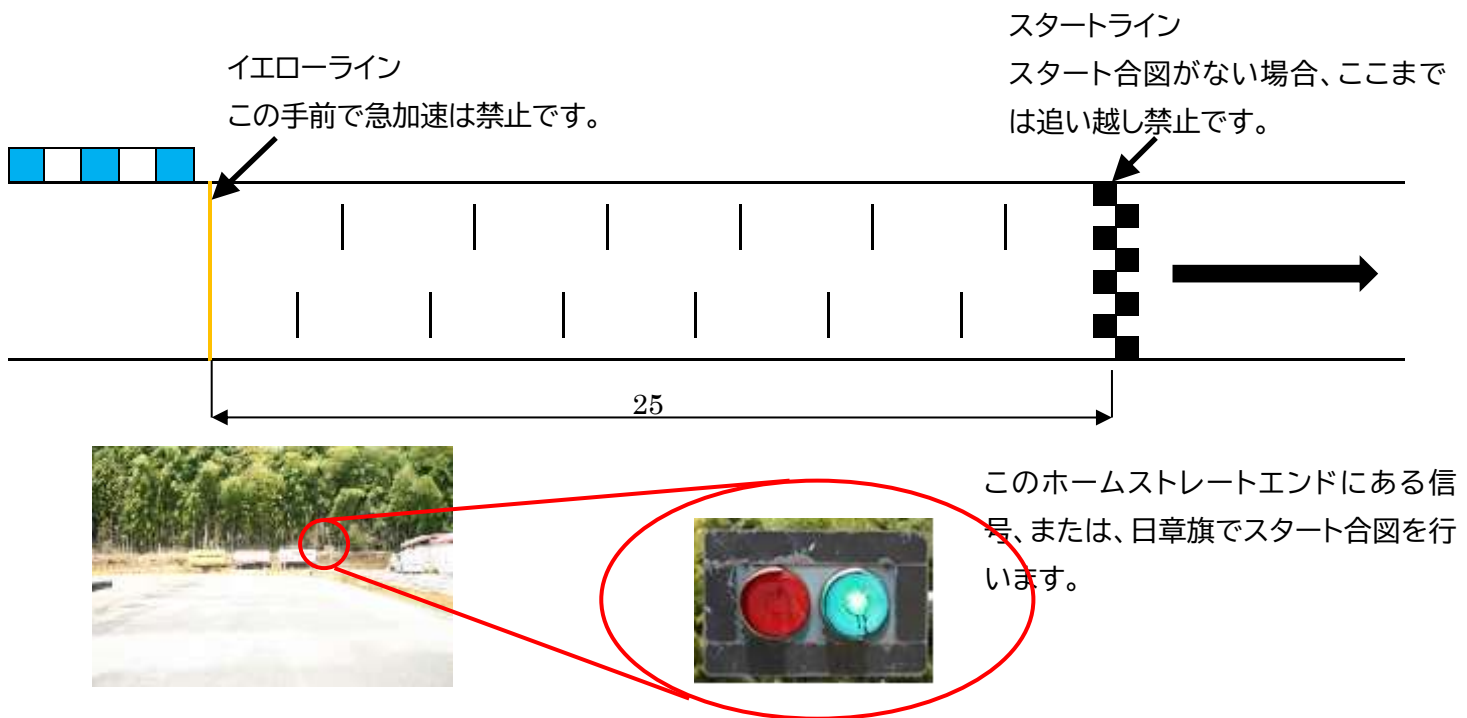 スタートライン
スタート合図がない場合、ここまで
は追い越し禁止です。
イエローライン
この手前で急加速は禁止です。
25
このホームストレートエンドにある信
号、または、日章旗でスタート合図を行
います。